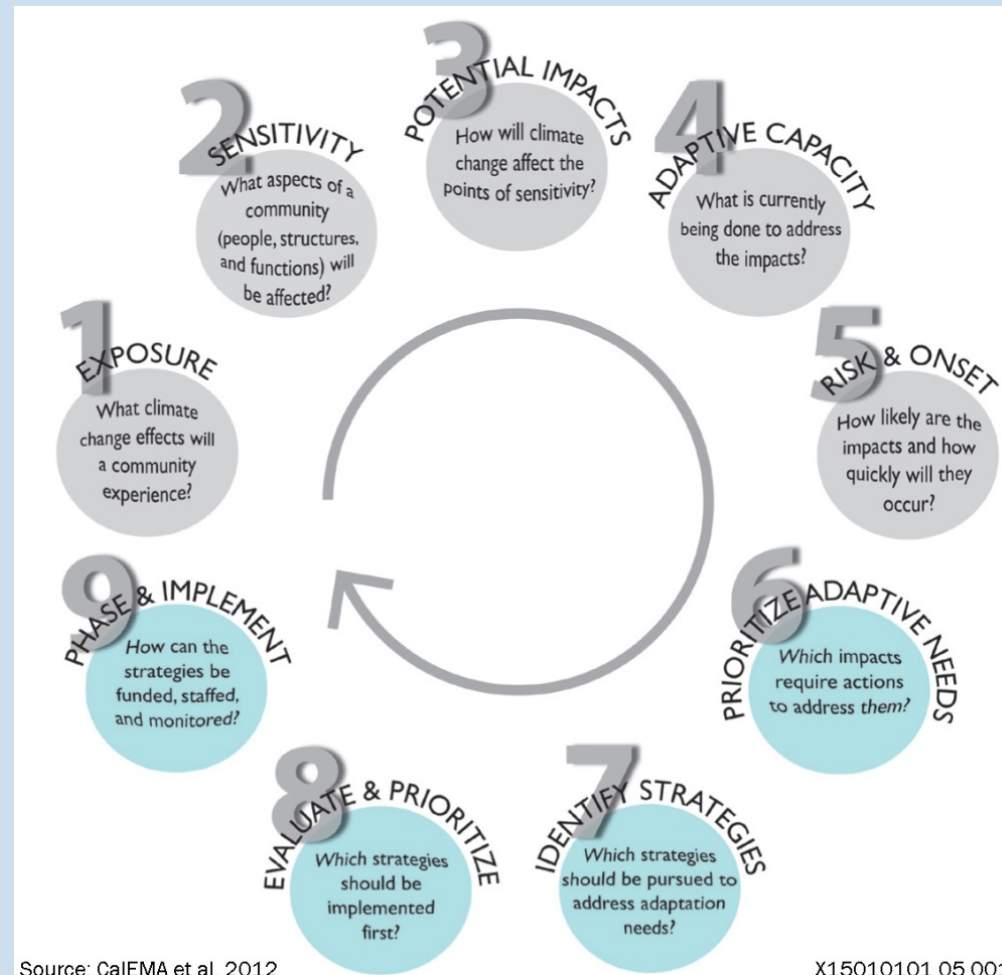 1
EXPOSURE
What climate
change effects will
a community
experience?
2
SENSITIVITY
What aspects of a
community
(people, structures,
and functions) will
be affected?
3
POTENTIAL IMPACTS
How will climate
change affect the
points of sensitivity?
4
ADAPTIVE CAPACITY
What is currently
being done to address
the impacts?
5
RISK & ONSET
How likely are the
impacts and how
quickly will they
occur?
6
PRIORITIZE ADAPTIVE NEEDS
Which impacts
require actions
to address them?
7
IDENTIFY STRATEGIES
Which strategies
should be pursued to
address adaptation
needs?
8
EVALUATE & PRIORITIZE
Which strategies
should be
implemented
first?
9
PHASE & IMPLEMENT
How can the
strategies be
funded, staffed,
and monitored?
Source: CalEMA et al. 2012
X15010101 05 001